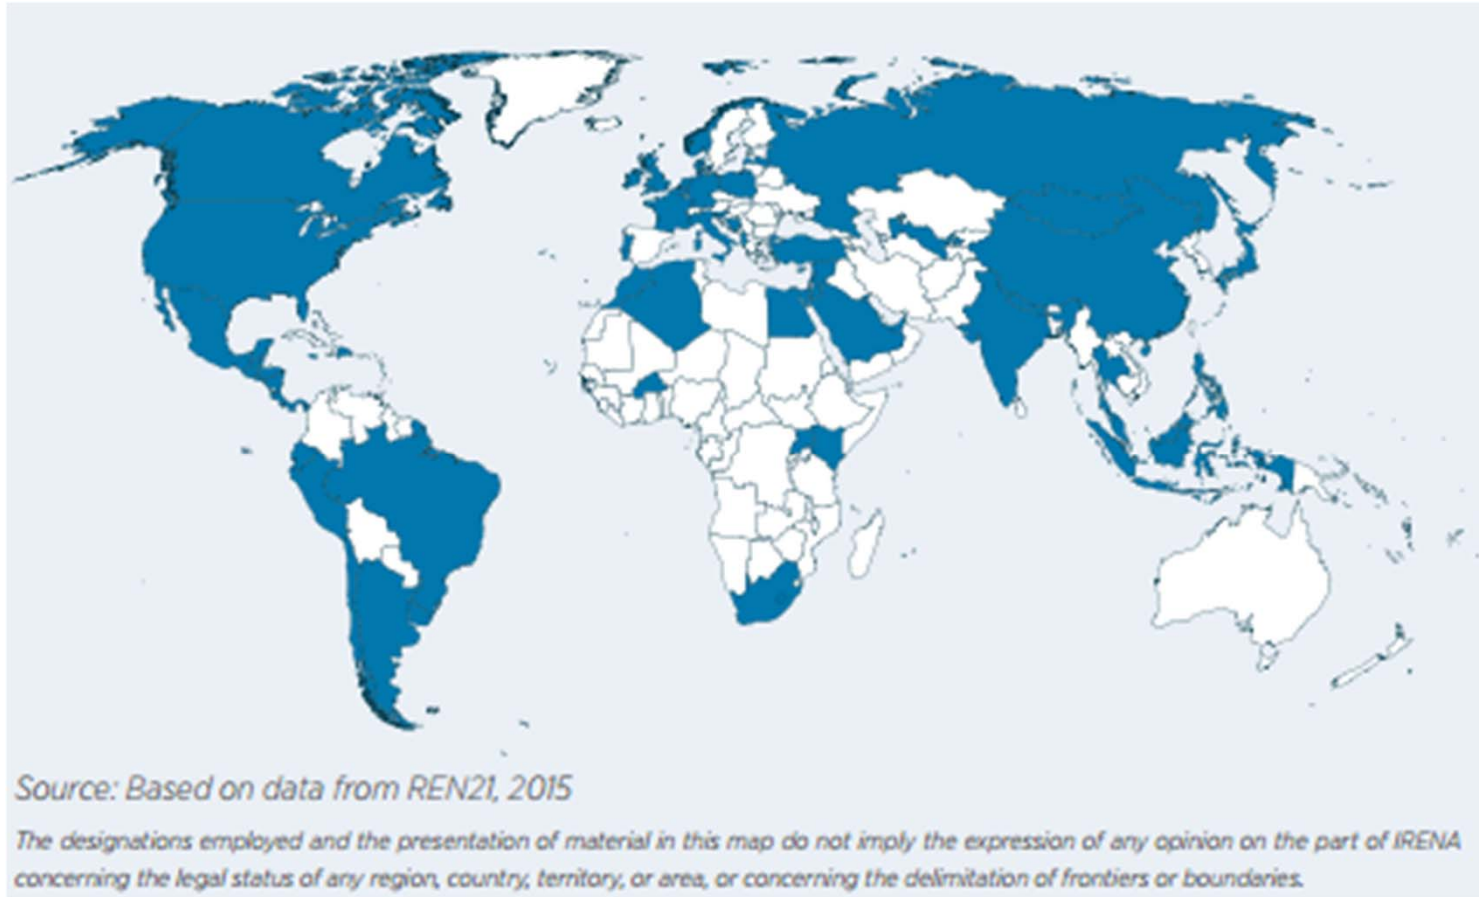 Source: Based on data from REN21, 2015
The designations employed and the presentation of material in this map do not imply the expression of any opinion on the part of IRENA
concerning the legal status of any region, country, territory, or area, or concerning the delimitation of frontiers or boundaries.